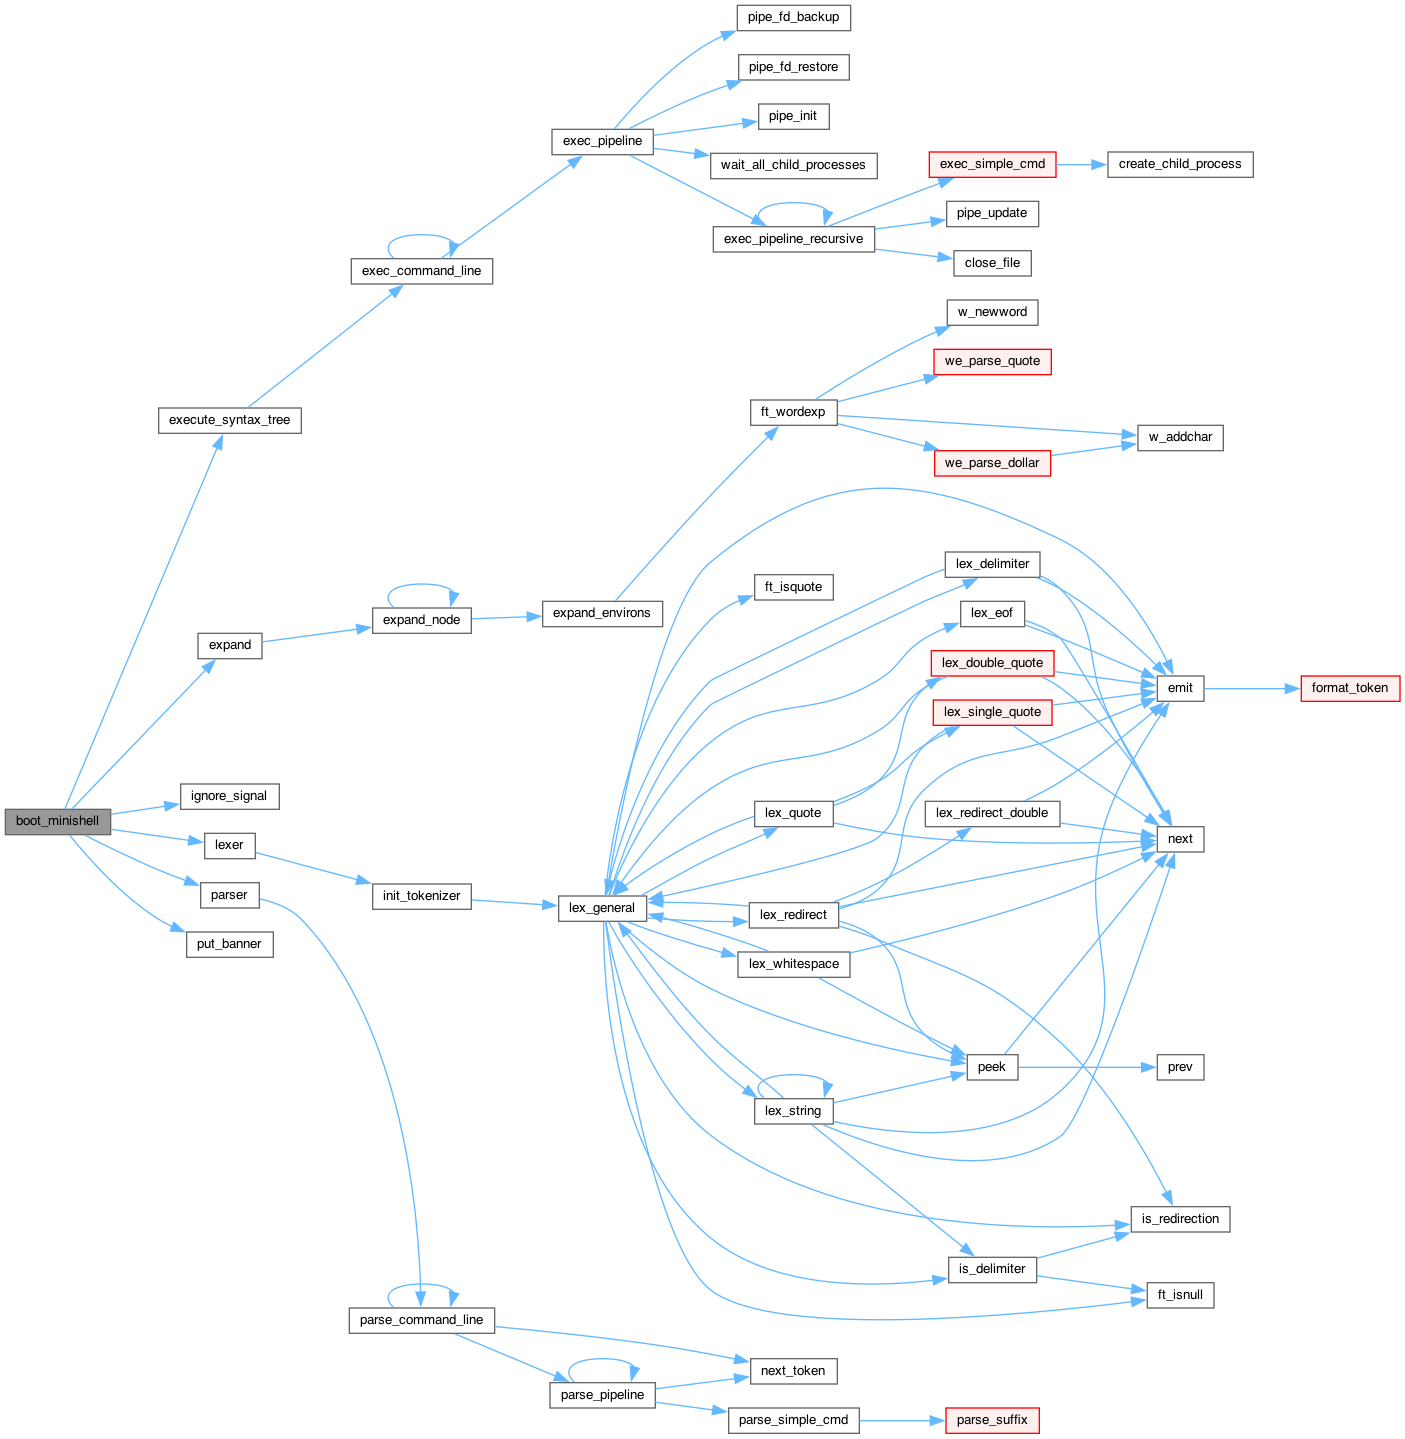 pipe_fd_backup
pipe_fd_restore
pipe_init
exec_pipeline
wait_all_child_processes
exec_simple_cmd
create_child_process
pipe_update
exec_pipeline_recursive
close_file
exec_command_line
w_newword
we_parse_quote
ft_wordexp
execute_syntax_tree
w_addchar
we_parse_dollar
lex_delimiter
ft_isquote
expand_environs
lex_eof
expand_node
expand
lex_double_quote
emit
format_token
lex_single_quote
ignore_signal
lex_quote
lex_redirect_double
boot_minishell
lexer
next
parser
init_tokenizer
lex_general
lex_redirect
put_banner
lex_whitespace
peek
prev
lex_string
is_redirection
is_delimiter
ft_isnull
parse_command_line
next_token
parse_pipeline
parse_simple_cmd
parse_suffix